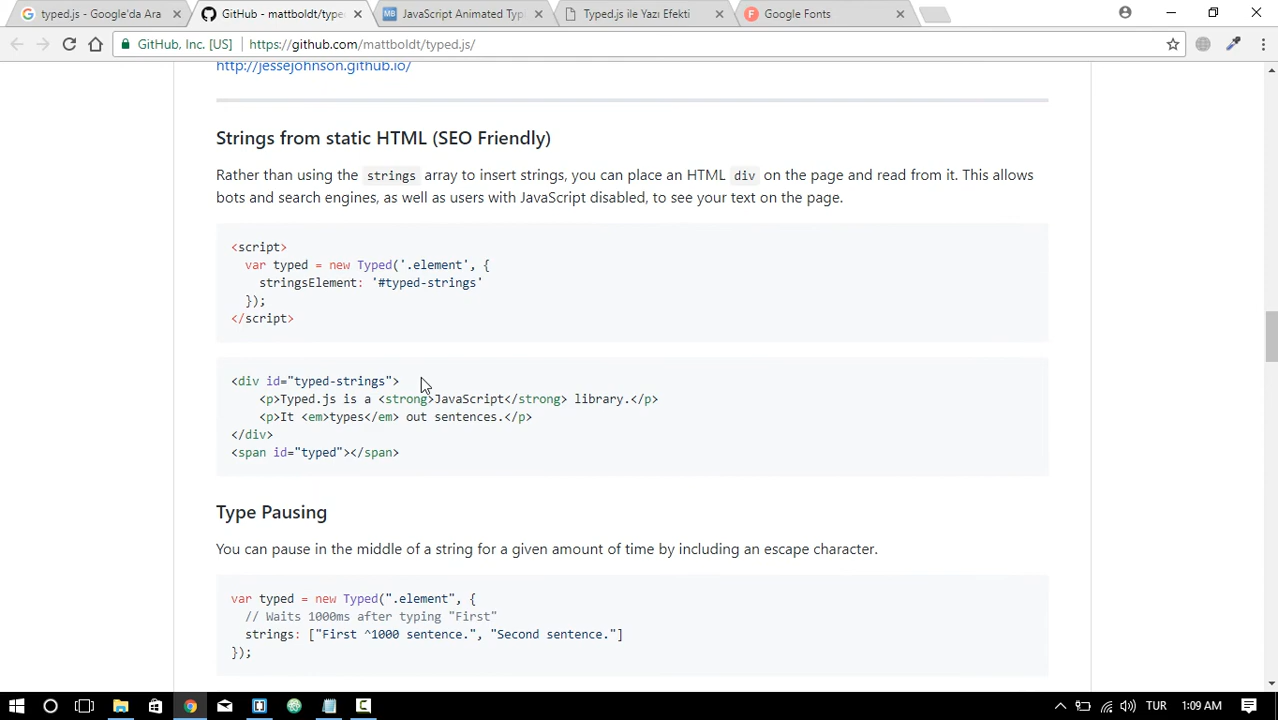 typed.js - Google'da Ara
GitHub - mattboldt/type
JavaScript Animated Typ
Typed.js ile Yazı Efekti
Google Fonts
GitHub, Inc. [US]
https://github.com/mattboldt/typed.js/
http://jessejohnson.github.io/
Strings from static HTML (SEO Friendly)
Rather than using the strings array to insert strings, you can place an HTML div on the page and read from it. This allows
bots and search engines, as well as users with JavaScript disabled, to see your text on the page.
<script>
  var typed = new Typed('.element', {
    stringsElement: '#typed-strings'
  });
</script>
<div id="typed-strings">
    <p>Typed.js is a <strong>JavaScript</strong> library.</p>
    <p>It <em>types</em> out sentences.</p>
</div>
<span id="typed"></span>
Type Pausing
You can pause in the middle of a string for a given amount of time by including an escape character.
var typed = new Typed(".element", {
  // Waits 1000ms after typing "First"
  strings: ["First ^1000 sentence.", "Second sentence."]
});
TUR
1:09 AM